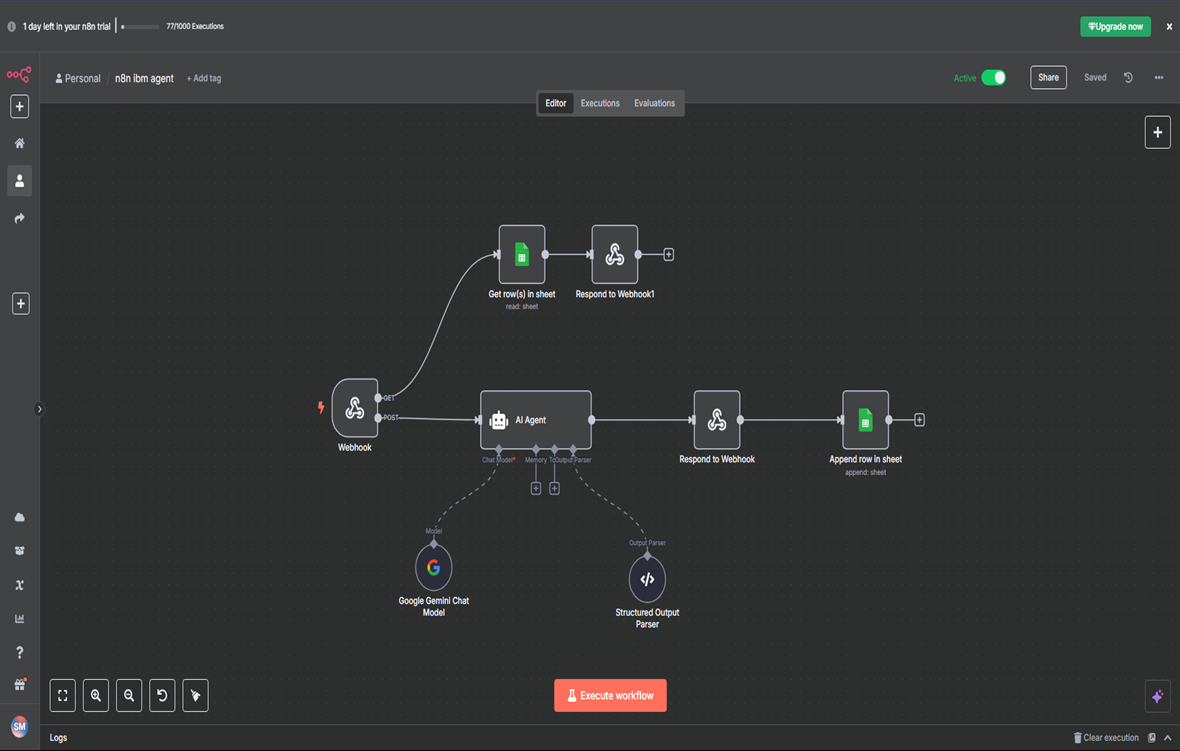 1 day left in your n8n trial
77/1000 Executions
Upgrade now
Personal / n8n ibm agent + Add tag
Active
Share
Saved
Editor
Executions
Evaluations
Get row(s) in sheet
read: sheet
Respond to Webhook1
GET
POST
Webhook
AI Agent
Chat Model*
Memory
Output Parser
Respond to Webhook
Append row in sheet
append: sheet
Model
Google Gemini Chat
Model
Output Parser
Structured Output
Parser
Execute workflow
SM
Logs
Clear execution